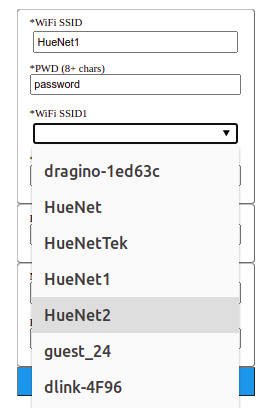 *WiFi SSID
HueNet1
*PWD (8+ chars)
password
*WiFi SSID1
dragino-1ed63c
HueNet
HueNetTek
HueNet1
HueNet2
guest_24
dlink-4F96